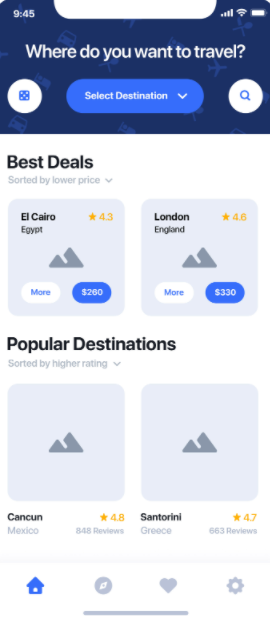 9:45
Where do you want to travel?
Select Destination
Best Deals
Sorted by lower price
El Cairo ★ 4.3
Egypt
More $260
London ★ 4.6
England
More $330
Popular Destinations
Sorted by higher rating
Cancun ★ 4.8
Mexico 848 Reviews
Santorini ★ 4.7
Greece 663 Reviews